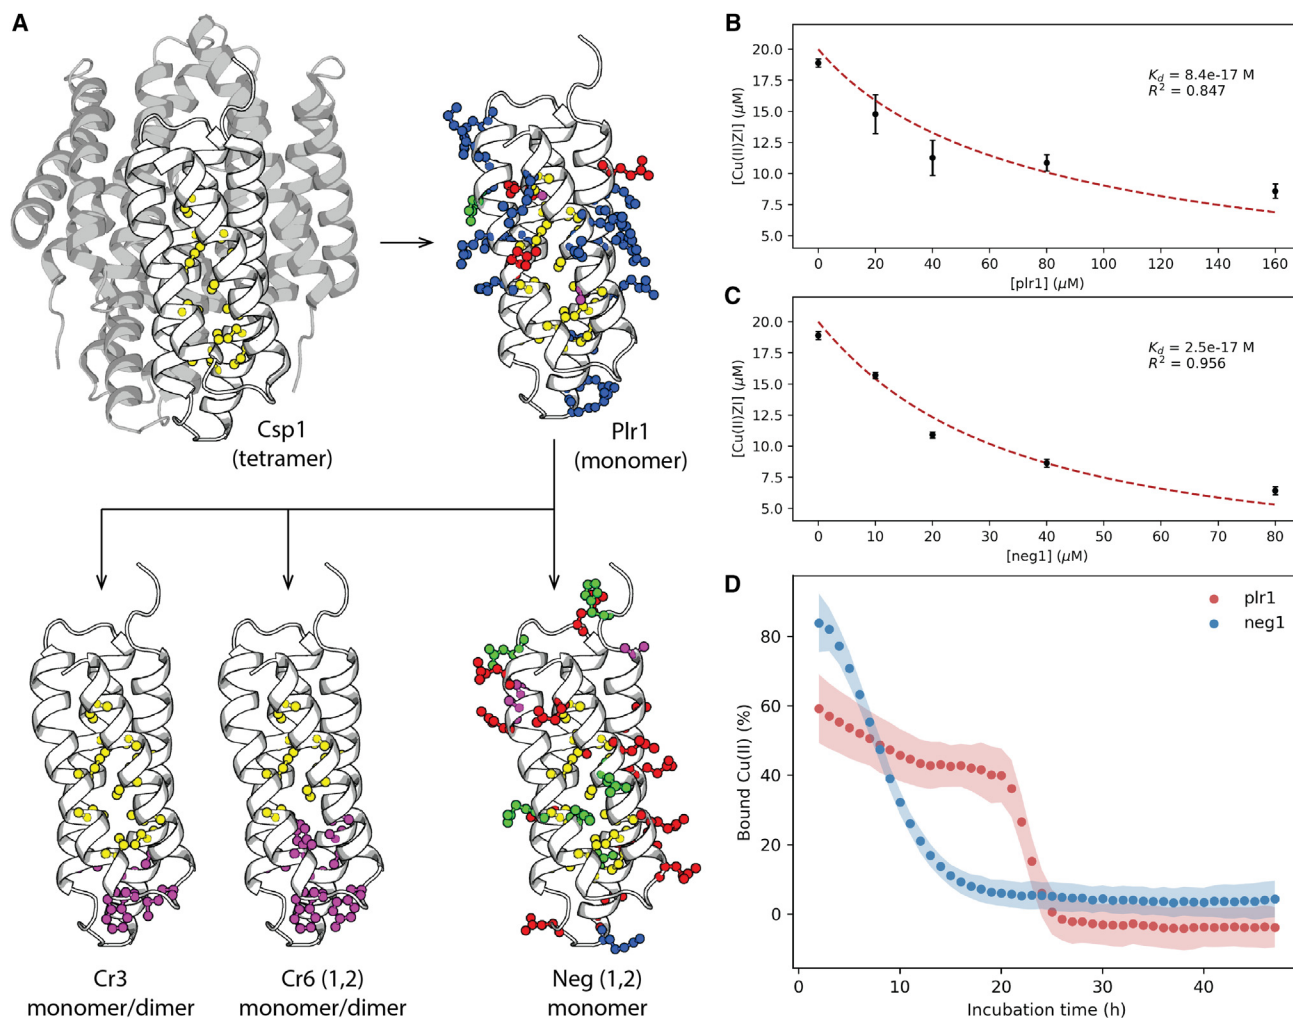 A
Csp1
(tetramer)
Plr1
(monomer)
Cr3
monomer/dimer
Cr6 (1,2)
monomer/dimer
Neg (1,2)
monomer
B
20.0
17.5
15.0
12.5
10.0
7.5
5.0
[Cu(II)ZI] (μM)
K_d = 8.4e-17 M
R² = 0.847
0 20 40 60 80 100 120 140 160
[plr1] (μM)
C
20.0
17.5
15.0
12.5
10.0
7.5
5.0
[Cu(II)ZI] (μM)
K_d = 2.5e-17 M
R² = 0.956
0 10 20 30 40 50 60 70 80
[neg1] (μM)
D
plr1
neg1
80
60
40
20
0
Bound Cu(II) (%)
0 10 20 30 40
Incubation time (h)